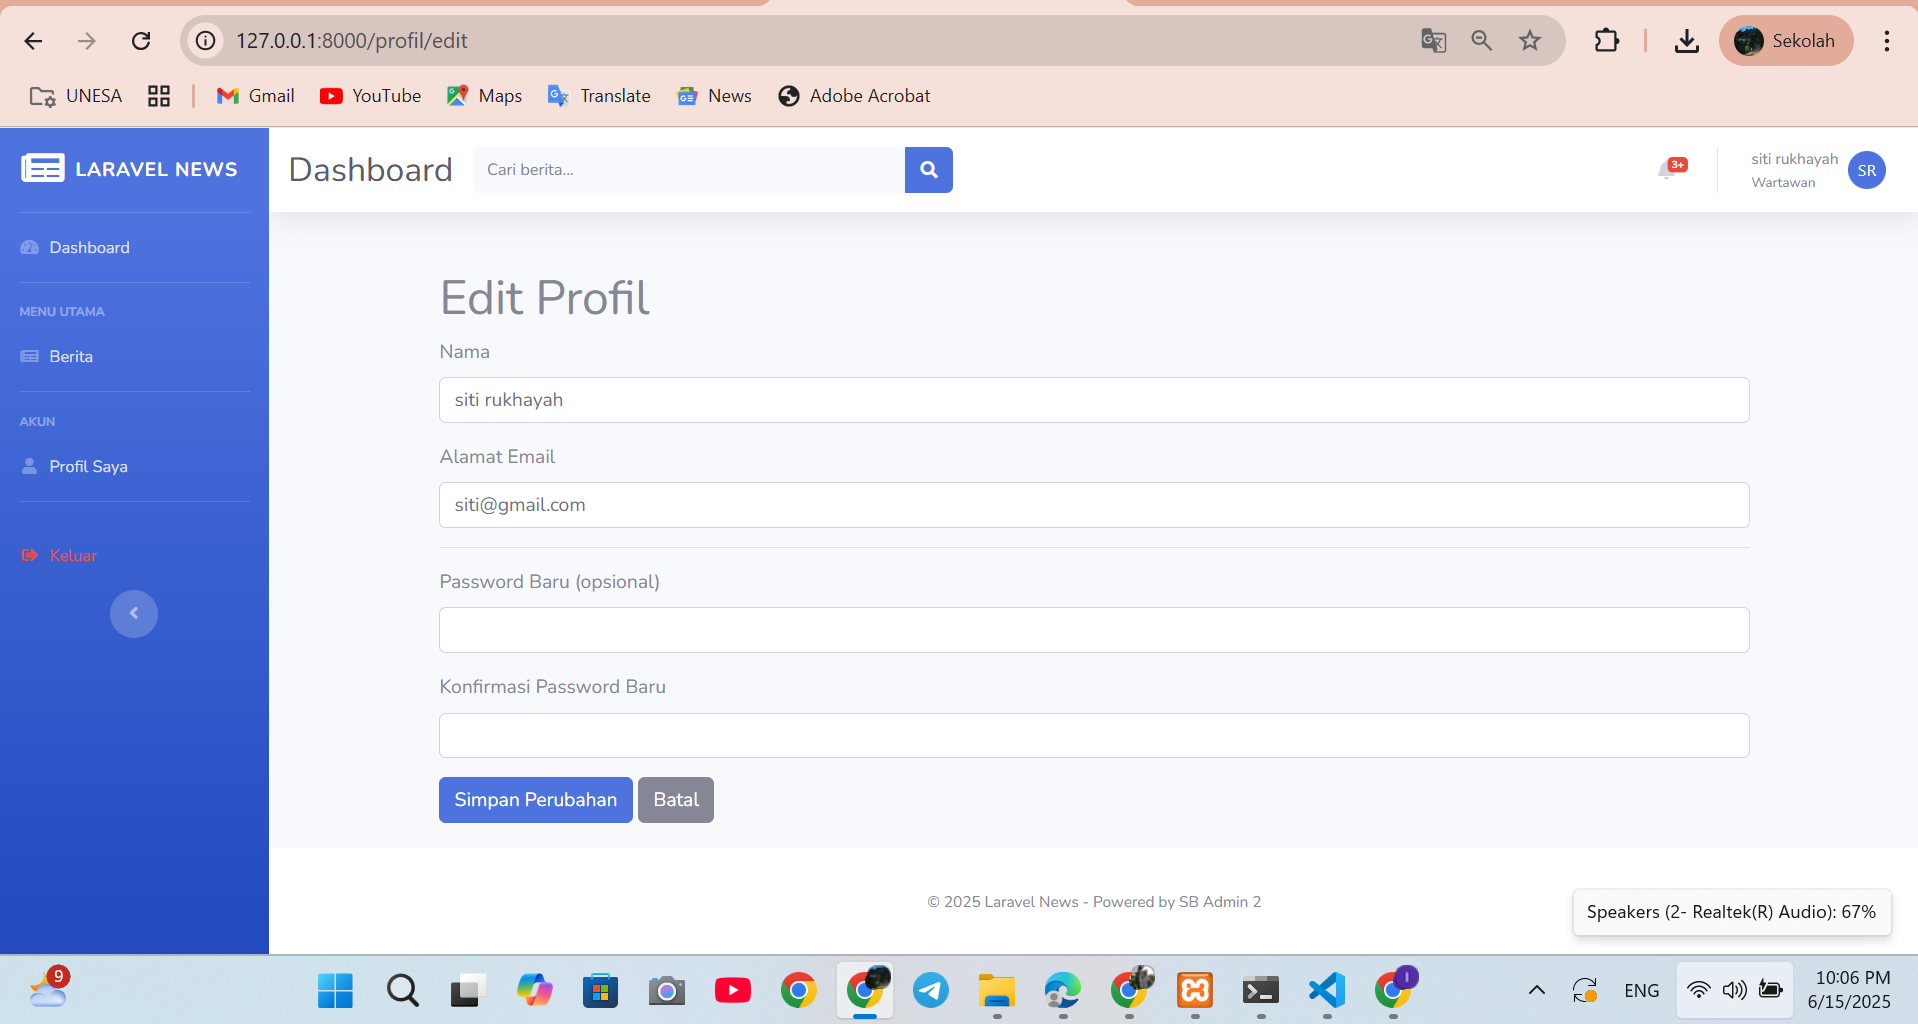 127.0.0.1:8000/profil/edit
Sekolah
UNESA
Gmail
YouTube
Maps
Translate
News
Adobe Acrobat
LARAVEL NEWS
Dashboard
Cari berita...
3+
siti rukhayah
Wartawan
SR
Dashboard
MENU UTAMA
Berita
AKUN
Profil Saya
Keluar
Edit Profil
Nama
siti rukhayah
Alamat Email
siti@gmail.com
Password Baru (opsional)
Konfirmasi Password Baru
Simpan Perubahan
Batal
© 2025 Laravel News - Powered by SB Admin 2
Speakers (2- Realtek(R) Audio): 67%
9
I
ENG
10:06 PM
6/15/2025